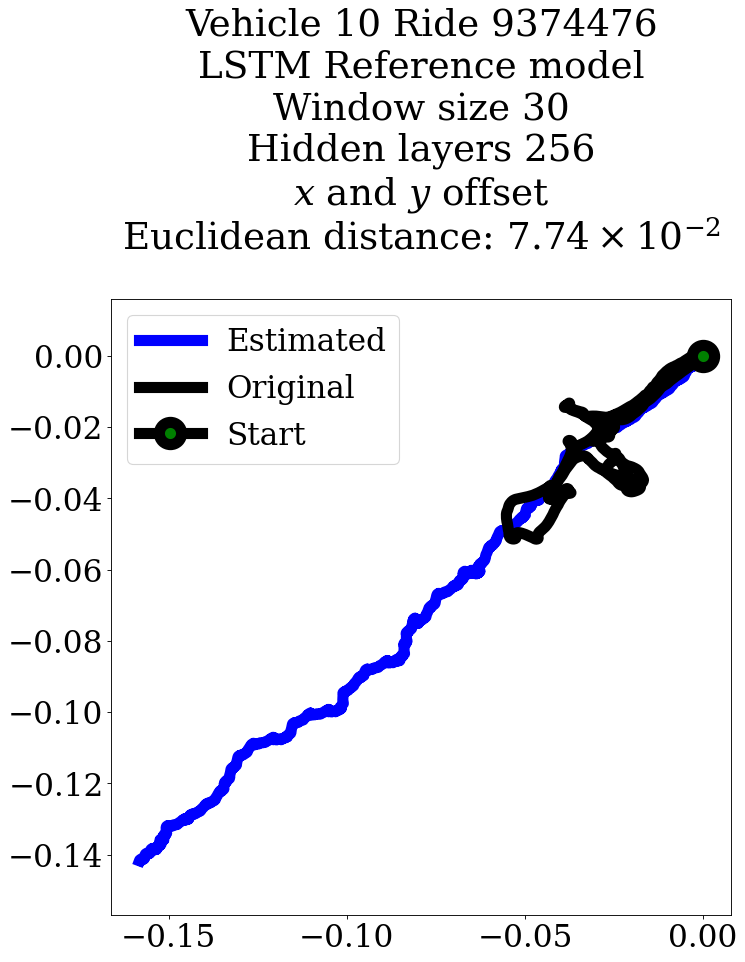 Vehicle 10 Ride 9374476
LSTM Reference model
Window size 30
Hidden layers 256
x and y offset
Euclidean distance: 7.74 × 10⁻²
Estimated
Original
Start
0.00
−0.02
−0.04
−0.06
−0.08
−0.10
−0.12
−0.14
−0.15 −0.10 −0.05 0.00